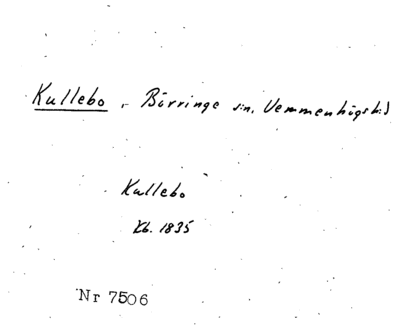 Kullebo, Börringe sn, Vemmenhögs hd
Kullebo
Kb. 1835
Nr 7506